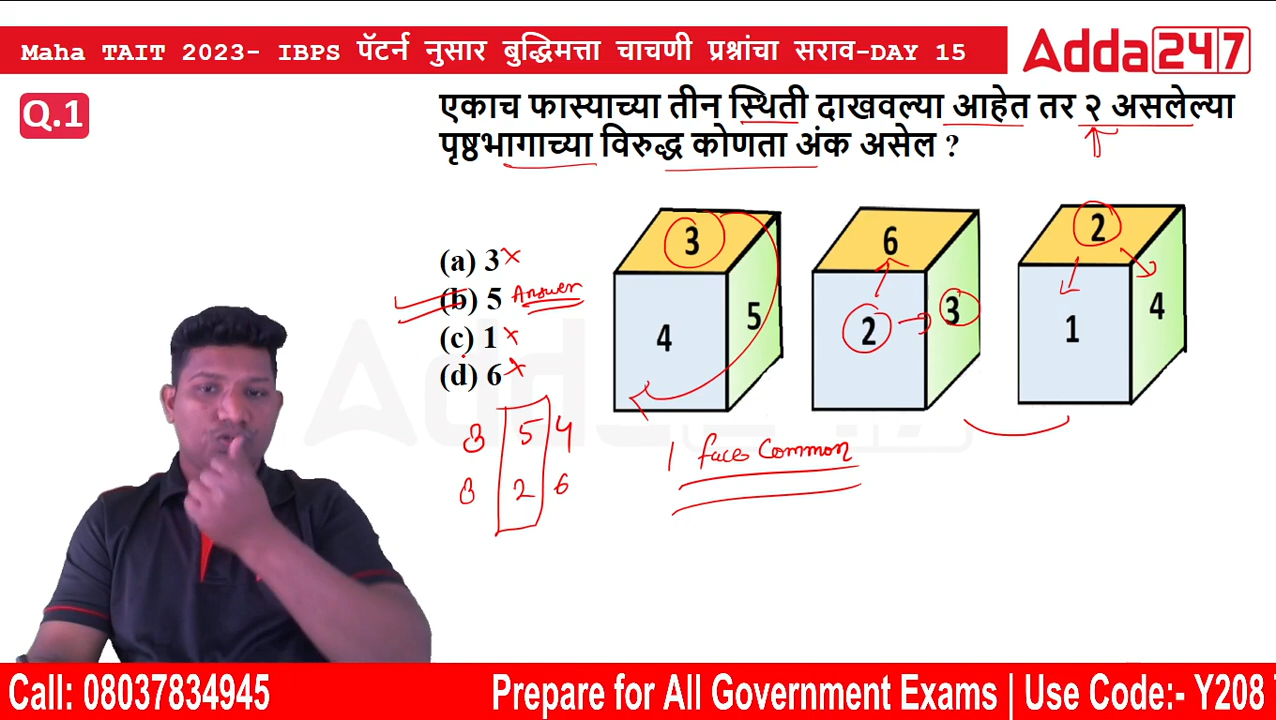 Maha TAIT 2023- IBPS पॅटर्न नुसार बुद्धिमत्ता चाचणी प्रश्नांचा सराव-DAY 15
Adda247
Q.1
एकाच फास्याच्या तीन स्थिती दाखवल्या आहेत तर २ असलेल्या
पृष्ठभागाच्या विरुद्ध कोणता अंक असेल ?
3
4
5
6
2
3
2
1
4
(a) 3 ×
(b) 5 Answer
(c) 1 ×
(d) 6 ×
3 5 4
3 2 6
1 face Common
Call: 08037834945
Prepare for All Government Exams | Use Code:- Y208